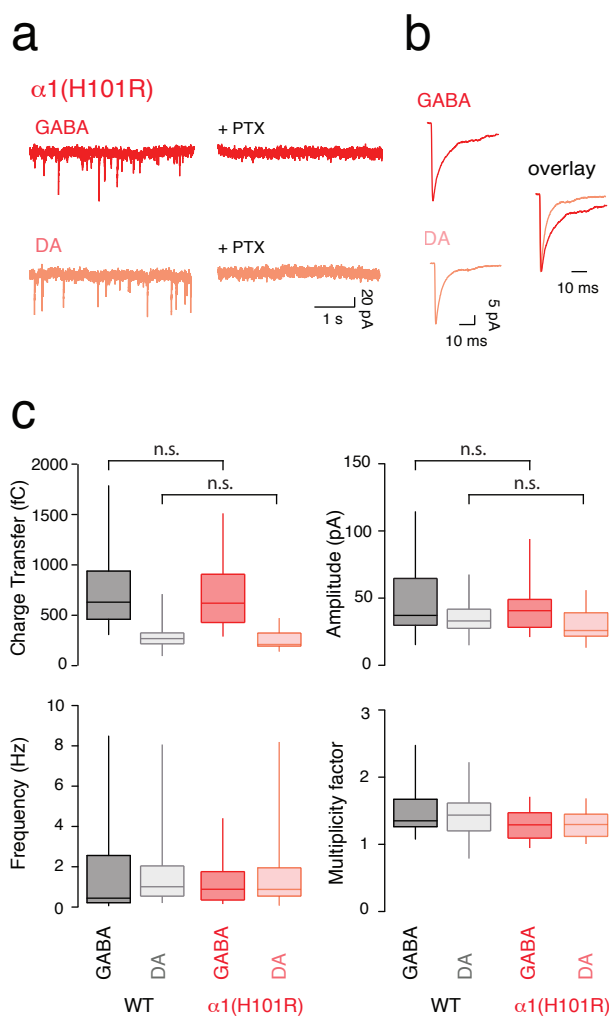 a
b
α1(H101R)
GABA
+ PTX
DA
+ PTX
1 s
20 pA
GABA
overlay
10 ms
DA
5 pA
10 ms
c
n.s.
n.s.
2000
1500
1000
500
0
Charge Transfer (fC)
n.s.
n.s.
150
100
50
0
Amplitude (pA)
10
8
6
4
2
0
Frequency (Hz)
3
2
1
0
Multiplicity factor
GABA
DA
GABA
DA
WT
α1(H101R)
GABA
DA
GABA
DA
WT
α1(H101R)